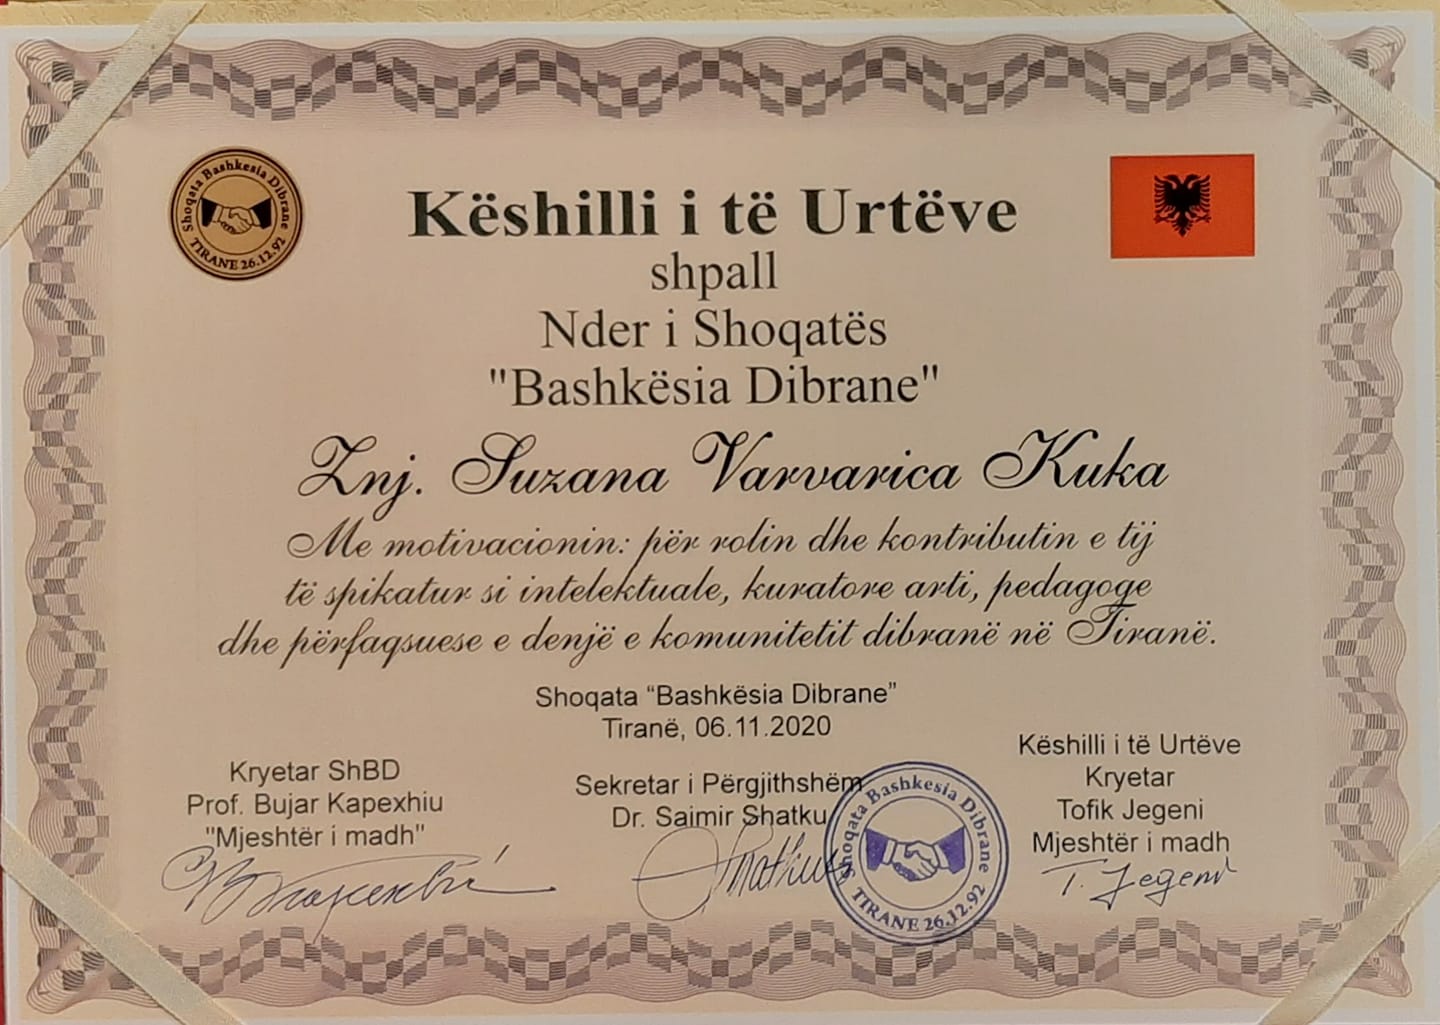 Shoqata Bashkesia Dibrane
TIRANE 26.12.92
Këshilli i të Urtëve
shpall
Nder i Shoqatës
"Bashkësia Dibrane"
Znj. Suzana Varvarica Kuka
Me motivacionin: për rolin dhe kontributin e tij
të spikatur si intelektuale, kuratore arti, pedagoge
dhe përfaqsuese e denjë e komunitetit dibranë në Tiranë.
Shoqata “Bashkësia Dibrane”
Tiranë, 06.11.2020
Kryetar ShBD
Prof. Bujar Kapexhiu
"Mjeshtër i madh"
Sekretar i Përgjithshëm
Dr. Saimir Shatku
Shoqata Bashkesia Dibrane
TIRANE 26.12.92
Këshilli i të Urtëve
Kryetar
Tofik Jegeni
Mjeshtër i madh
T. Jegeni